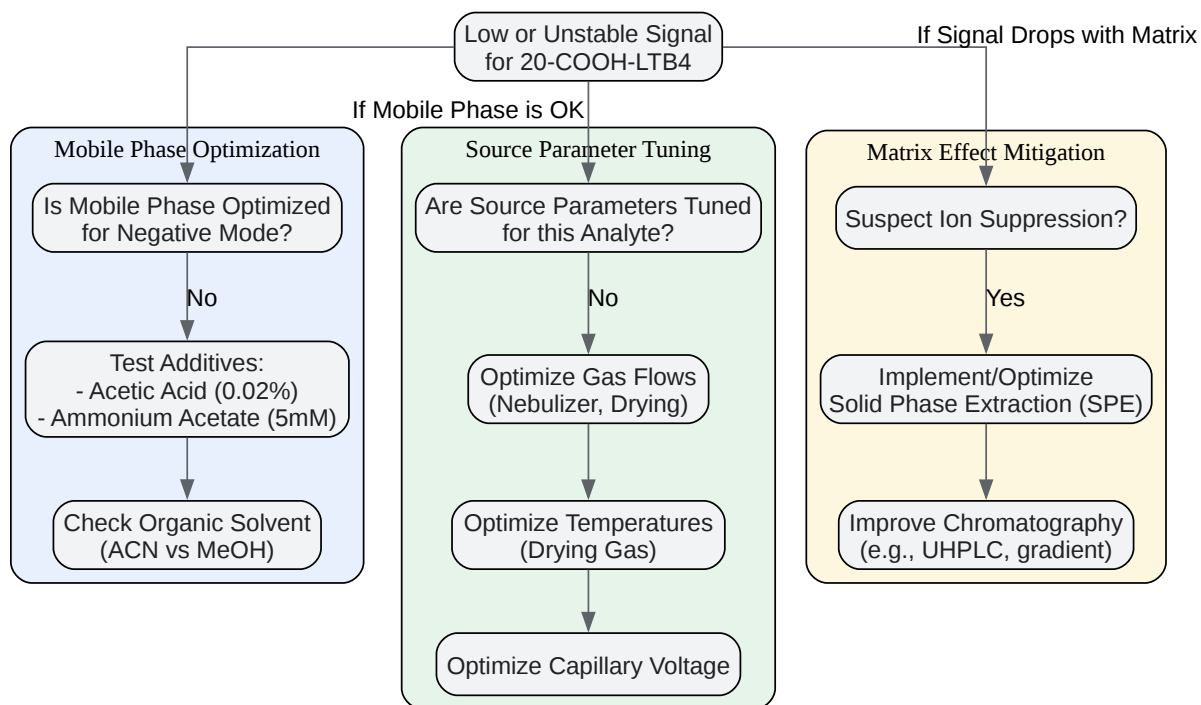 Low or Unstable Signal
for 20-COOH-LTB4
If Signal Drops with Matrix
If Mobile Phase is OK
Mobile Phase Optimization
Is Mobile Phase Optimized
for Negative Mode?
No
Test Additives:
- Acetic Acid (0.02%)
- Ammonium Acetate (5mM)
Check Organic Solvent
(ACN vs MeOH)
Source Parameter Tuning
Are Source Parameters Tuned
for this Analyte?
No
Optimize Gas Flows
(Nebulizer, Drying)
Optimize Temperatures
(Drying Gas)
Optimize Capillary Voltage
Matrix Effect Mitigation
Suspect Ion Suppression?
Yes
Implement/Optimize
Solid Phase Extraction (SPE)
Improve Chromatography
(e.g., UHPLC, gradient)